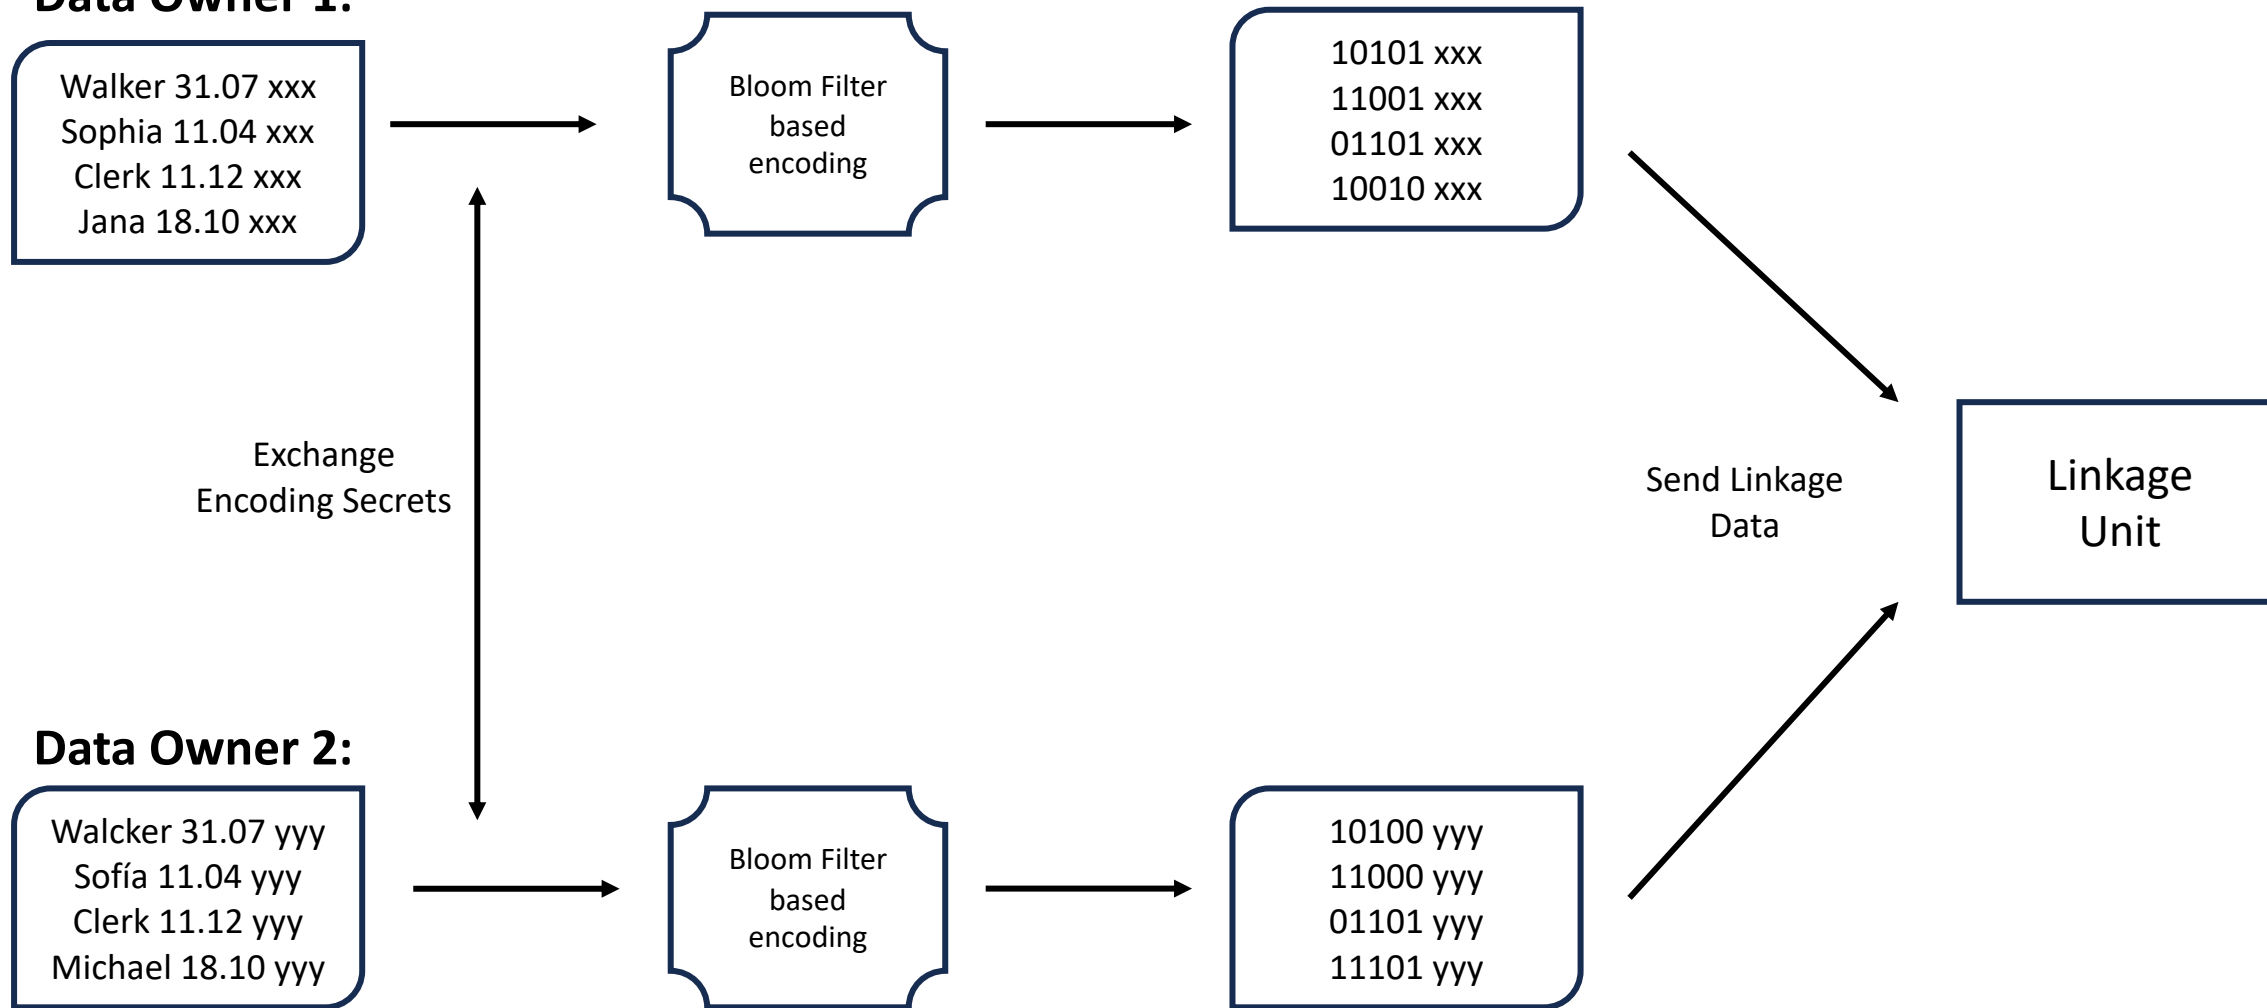 Data Owner 1:
Walker 31.07 xxx
Sophia 11.04 xxx
Clerk 11.12 xxx
Jana 18.10 xxx
Bloom Filter
based
encoding
10101 xxx
11001 xxx
01101 xxx
10010 xxx
Exchange
Encoding Secrets
Send Linkage
Data
Linkage
Unit
Data Owner 2:
Walcker 31.07 yyy
Sofía 11.04 yyy
Clerk 11.12 yyy
Michael 18.10 yyy
Bloom Filter
based
encoding
10100 yyy
11000 yyy
01101 yyy
11101 yyy